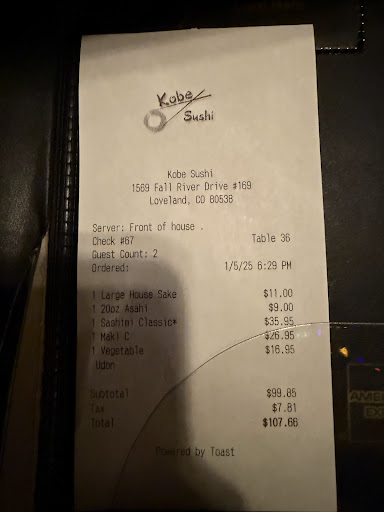 Kobe
Sushi
Kobe Sushi
1569 Fall River Drive #169
Loveland, CO 80538
Server: Front of house .
Check #67 Table 36
Guest Count: 2
Ordered: 1/5/25 6:29 PM
1 Large House Sake $11.00
1 20oz Asahi $9.00
1 Sashimi Classic* $35.95
1 Maki C $26.95
1 Vegetable $16.95
Udon
Subtotal $99.85
Tax $7.81
Total $107.66
Powered by Toast